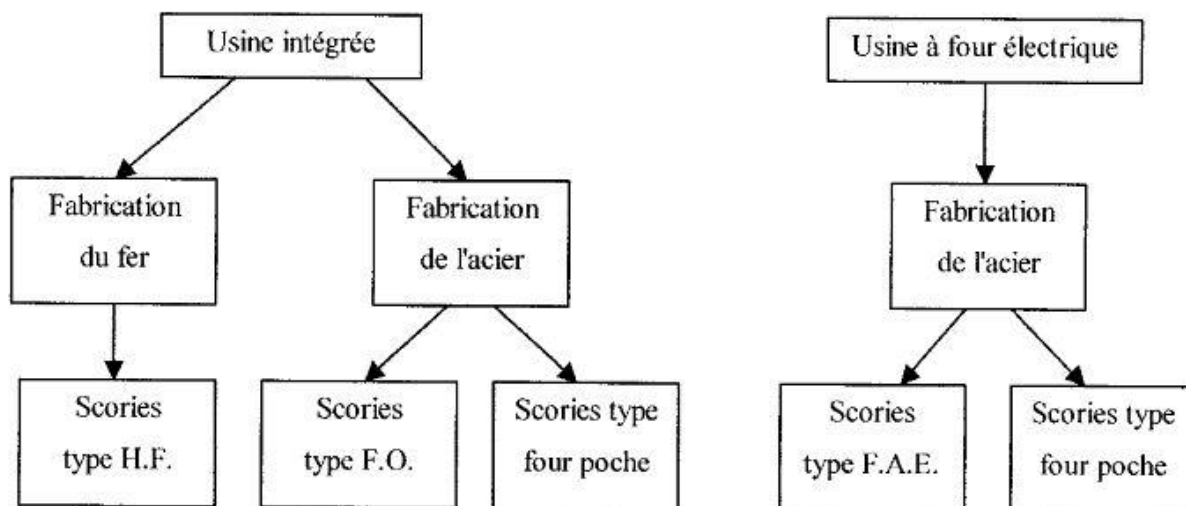 Usine intégrée
Usine à four électrique
Fabrication
du fer
Fabrication
de l'acier
Fabrication
de l'acier
Scories
type H.F.
Scories
type F.O.
Scories type
four poche
Scories
type F.A.E.
Scories type
four poche